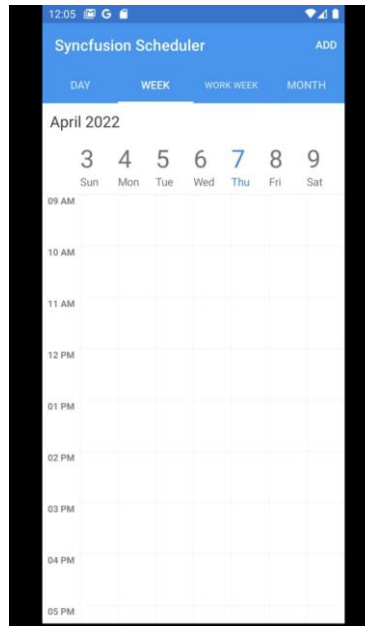 12:05 G
Syncfusion Scheduler ADD
DAY WEEK WORK WEEK MONTH
April 2022
3 4 5 6 7 8 9
Sun Mon Tue Wed Thu Fri Sat
09 AM
10 AM
11 AM
12 PM
01 PM
02 PM
03 PM
04 PM
05 PM